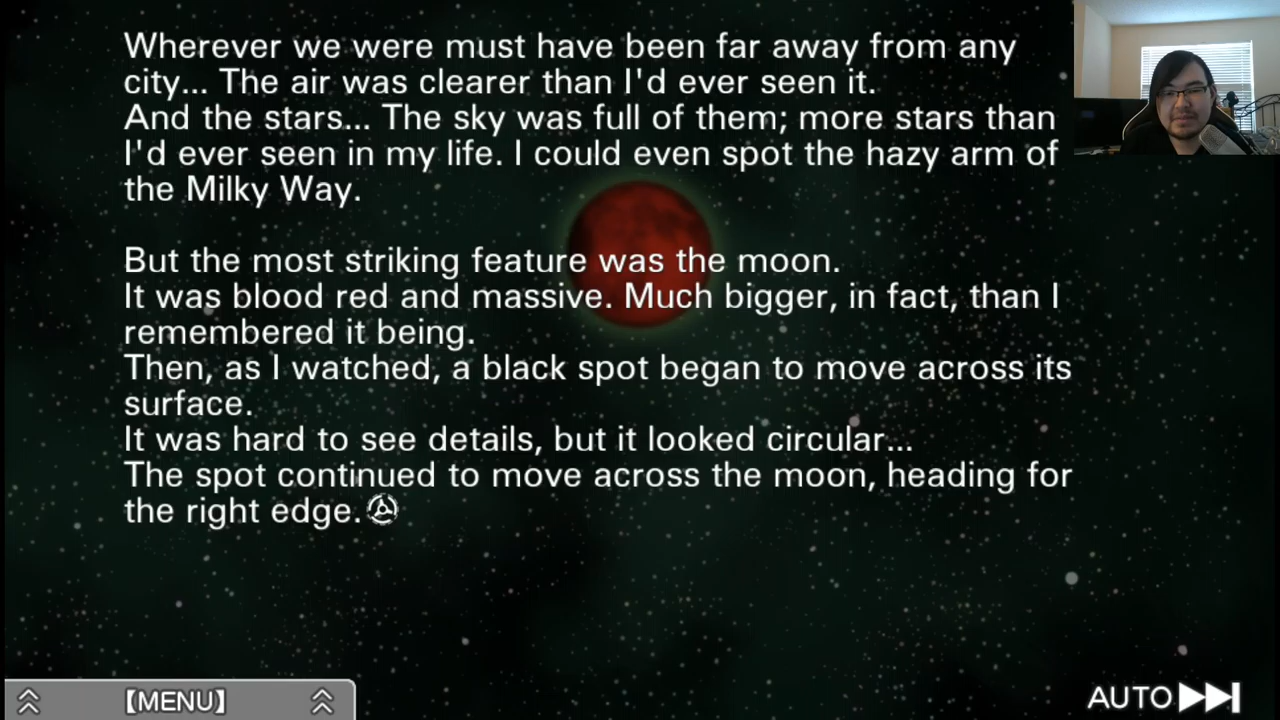 Wherever we were must have been far away from any
city... The air was clearer than I'd ever seen it.
And the stars... The sky was full of them; more stars than
I'd ever seen in my life. I could even spot the hazy arm of
the Milky Way.
But the most striking feature was the moon.
It was blood red and massive. Much bigger, in fact, than I
remembered it being.
Then, as I watched, a black spot began to move across its
surface.
It was hard to see details, but it looked circular...
The spot continued to move across the moon, heading for
the right edge.
【MENU】
AUTO